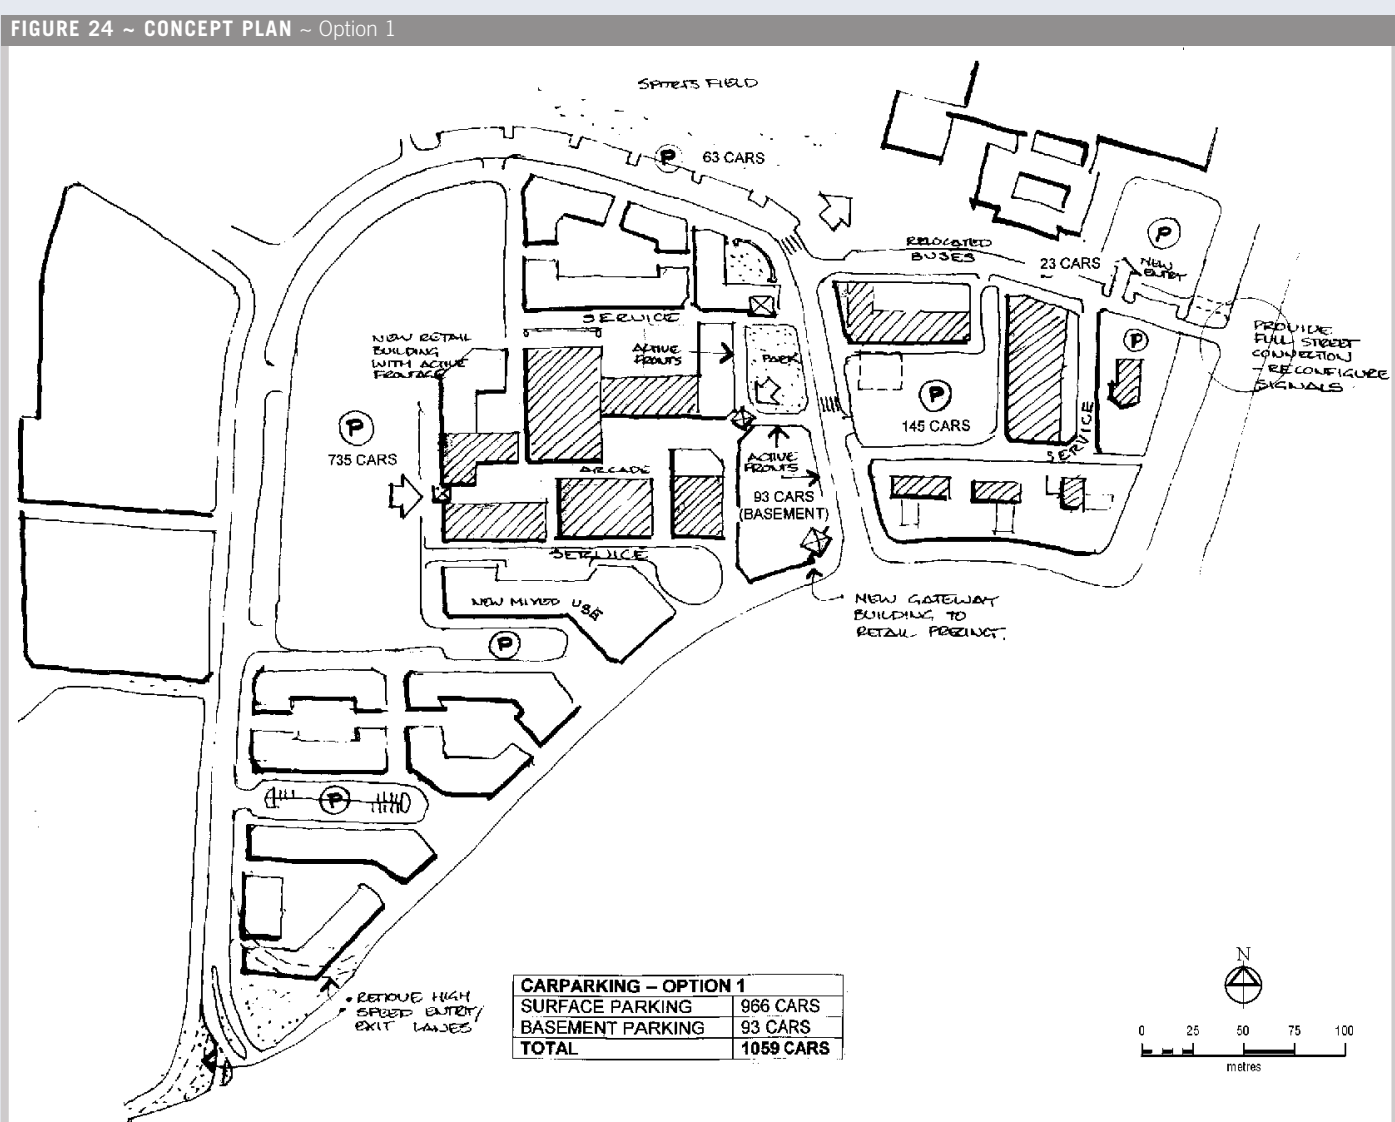 FIGURE 24 ~ CONCEPT PLAN ~ Option 1
SPORTS FIELD
P
63 CARS
P
RELOCATED
BUSES
23 CARS
NEW
ENTRY
PROVIDE
FULL STREET
CONNECTION
- RECONFIGURE
SIGNALS
P
SERVICE
NEW RETAIL
BUILDING
WITH ACTIVE
FRONTAGE
ACTIVE
FRONTS
PARK
P
145 CARS
SERVICE
P
735 CARS
ARCADE
ACTIVE
FRONTS
93 CARS
(BASEMENT)
SERVICE
NEW MIXED USE
NEW GATEWAY
BUILDING TO
RETAIL PRECINCT.
P
P
• REMOVE HIGH
SPEED ENTRY/
EXIT LANES
CARPARKING – OPTION 1
SURFACE PARKING 966 CARS
BASEMENT PARKING 93 CARS
TOTAL 1059 CARS
N
0 25 50 75 100
metres